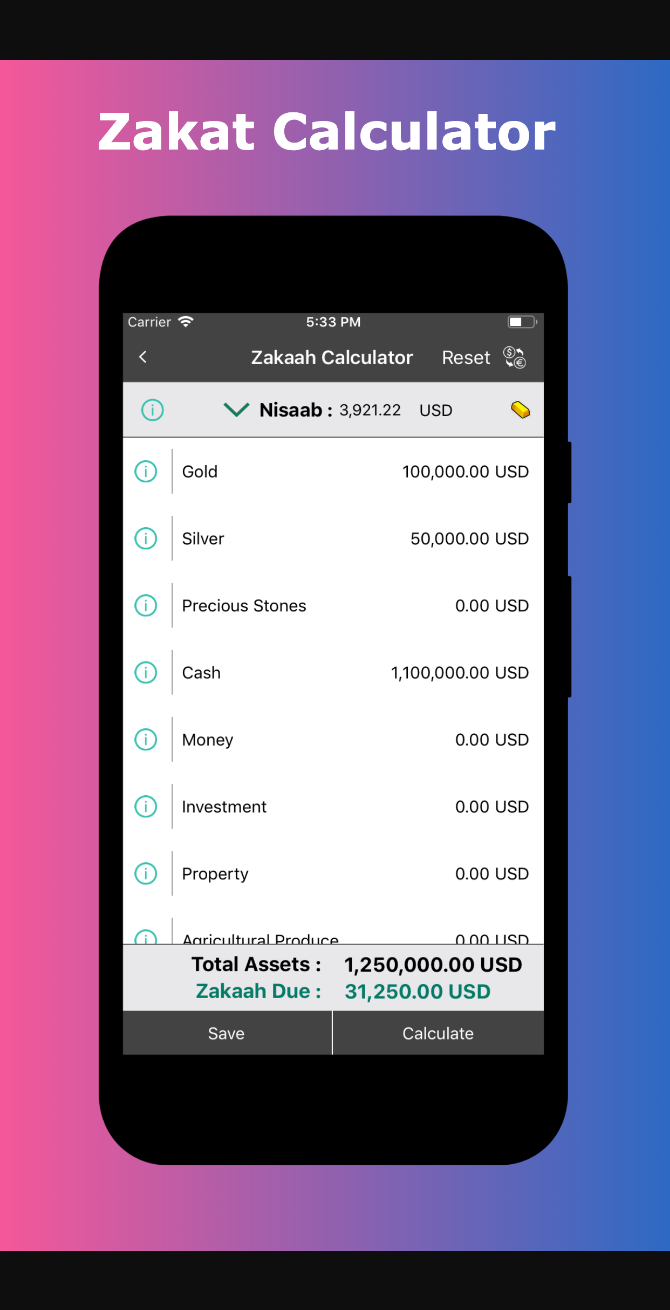 Zakat Calculator
Carrier 5:33 PM
Zakaah Calculator Reset
Nisaab : 3,921.22 USD
Gold 100,000.00 USD
Silver 50,000.00 USD
Precious Stones 0.00 USD
Cash 1,100,000.00 USD
Money 0.00 USD
Investment 0.00 USD
Property 0.00 USD
Agricultural Produce 0.00 USD
Total Assets : 1,250,000.00 USD
Zakaah Due : 31,250.00 USD
Save Calculate